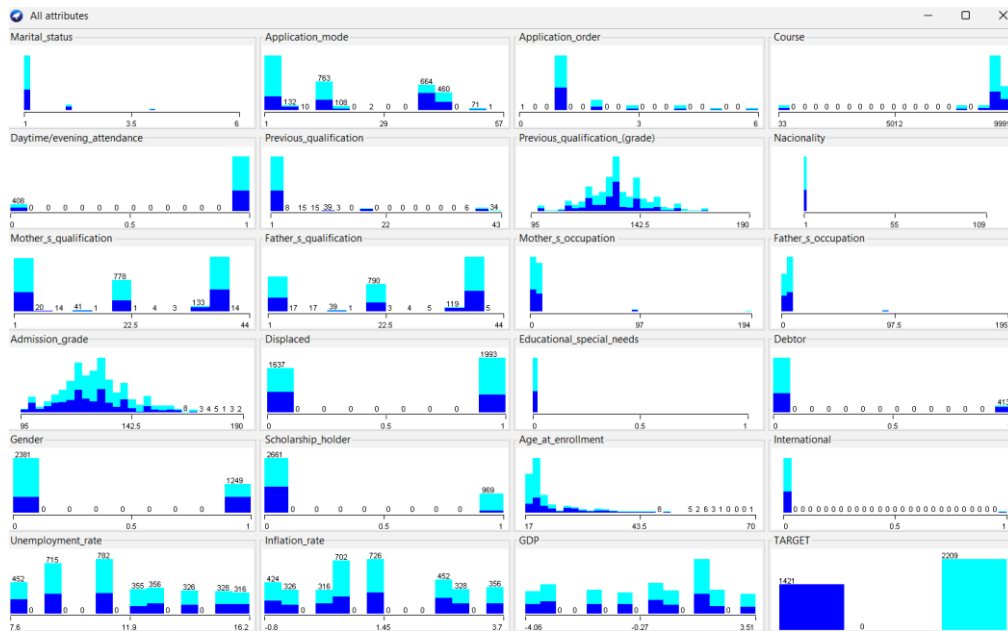 All attributes
Marital_status
1 3.5 6
Application_mode
132 10 763 108 0 2 0 0 664 460 0 71 1
1 29 57
Application_order
1 0 0 0 0 0 0 0 0 0 0
0 3 6
Course
0 0 0 0 0 0 0 0 0 0 0 0 0 0 0 0 0
33 5012 9991
Daytime/evening_attendance
408 0 0 0 0 0 0 0 0 0 0 0
0 0.5 1
Previous_qualification
8 15 15 39 3 0 0 0 0 0 0 0 0 6 34
1 22 43
Previous_qualification_(grade)
95 142.5 190
Nacionality
1 55 109
Mother_s_qualification
20 14 41 1 778 1 4 3 133 14
1 22.5 44
Father_s_qualification
17 17 39 1 790 3 4 5 119 5
1 22.5 44
Mother_s_occupation
0 97 194
Father_s_occupation
0 97.5 195
Admission_grade
8 3 4 5 1 3 2
95 142.5 190
Displaced
1637 0 0 0 0 0 0 0 1993
0 0.5 1
Educational_special_needs
0 0.5 1
Debtor
0 0 0 0 0 0 0 0 0 0 0 413
0 0.5 1
Gender
2381 0 0 0 0 0 0 0 1249
0 0.5 1
Scholarship_holder
2661 0 0 0 0 0 0 0 969
0 0.5 1
Age_at_enrollment
8 5 2 6 3 1 0 0 0 1
17 43.5 70
International
0 0 0 0 0 0 0 0 0 0 0 0 0 0 0 0 0 0 0 0 0 0 0 0
0 0.5 1
Unemployment_rate
452 0 715 0 0 782 0 355 356 0 326 0 328 316
7.6 11.9 16.2
Inflation_rate
424 326 0 316 702 0 726 0 0 0 452 328 0 356
-0.8 1.45 3.7
GDP
0 0 0 0 0 0 0
-4.06 -0.27 3.51
TARGET
1421 0 2209